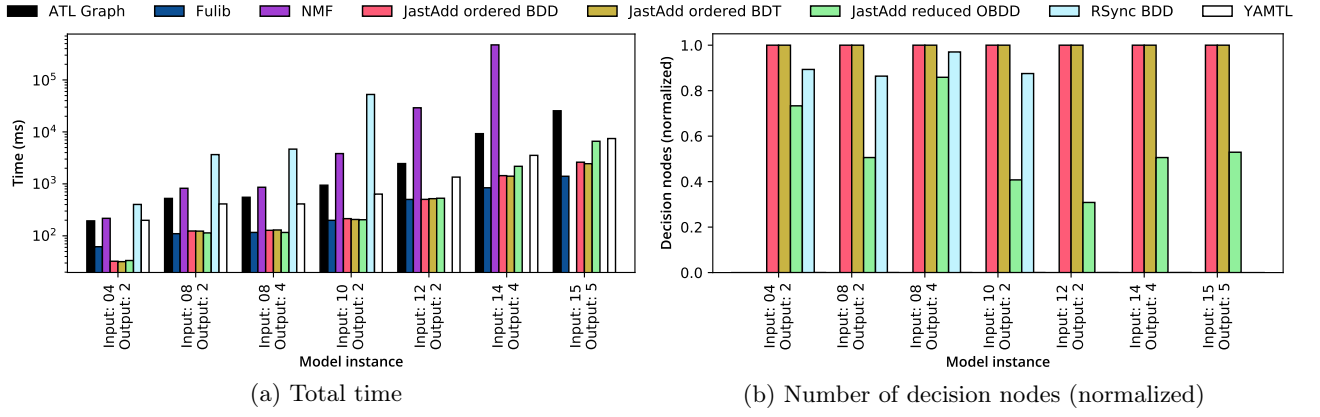 ATL Graph Fulib NMF JastAdd ordered BDD JastAdd ordered BDT JastAdd reduced OBDD RSync BDD YAMTL
Time (ms)
10^5
10^4
10^3
10^2
Input: 04
Output: 2
Input: 08
Output: 2
Input: 08
Output: 4
Input: 10
Output: 2
Input: 12
Output: 2
Input: 14
Output: 4
Input: 15
Output: 5
Model instance
(a) Total time
Decision nodes (normalized)
1.0
0.8
0.6
0.4
0.2
0.0
Input: 04
Output: 2
Input: 08
Output: 2
Input: 08
Output: 4
Input: 10
Output: 2
Input: 12
Output: 2
Input: 14
Output: 4
Input: 15
Output: 5
Model instance
(b) Number of decision nodes (normalized)